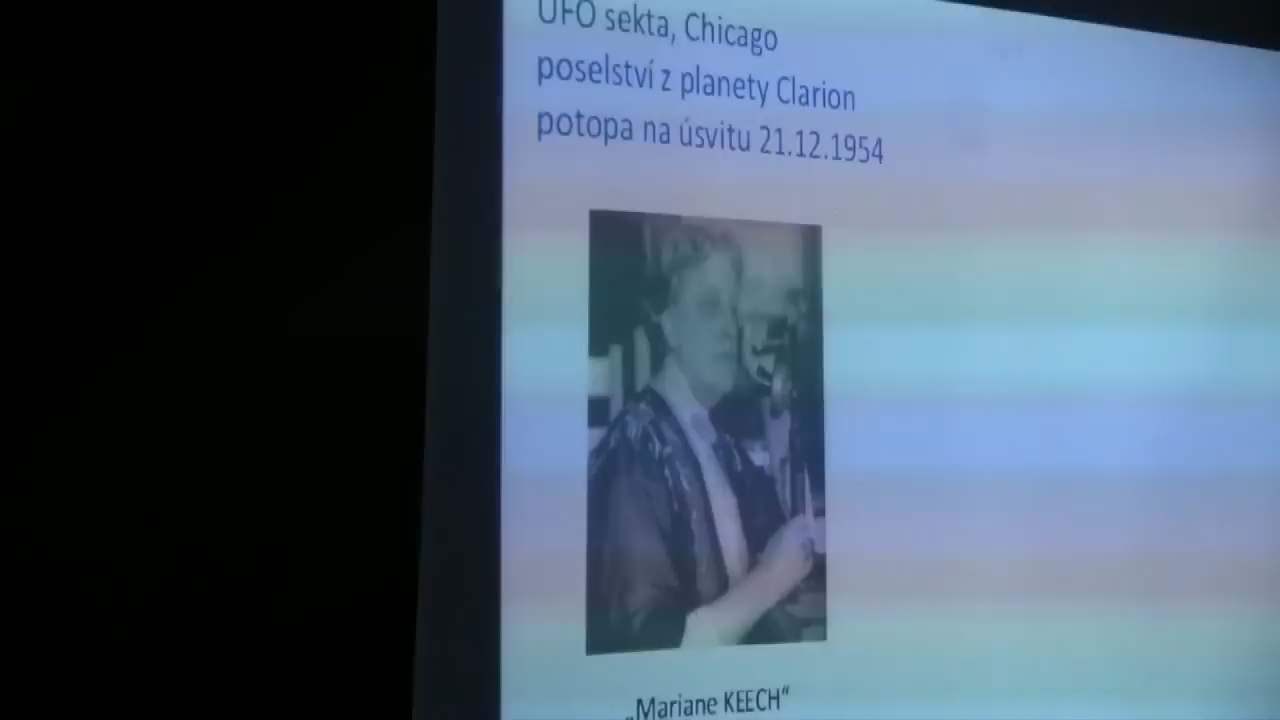 UFO sekta, Chicago
poselství z planety Clarion
potopa na úsvitu 21.12.1954
„Mariane KEECH“